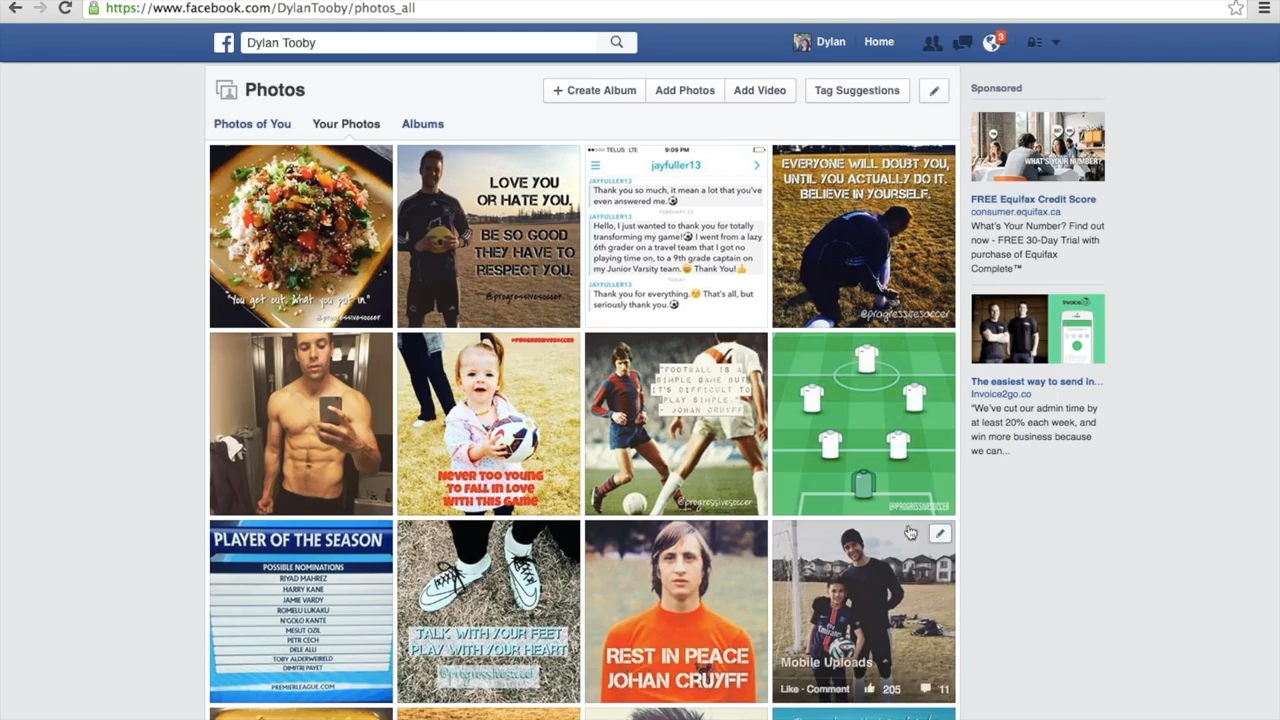 https://www.facebook.com/DylanTooby/photos_all
Dylan Tooby
Dylan
Home
3
Photos
+ Create Album
Add Photos
Add Video
Tag Suggestions
Photos of You
Your Photos
Albums
"You get out, what you put in."
@progressivesoccer
LOVE YOU
OR HATE YOU.
BE SO GOOD
THEY HAVE TO
RESPECT YOU.
@progressivesoccer
TELUS LTE
9:09 PM
jayfuller13
JAYFULLER13
Thank you so much, it mean a lot that you've
even answered me.⚽
JAYFULLER13
Hello, I just wanted to thank you for totally
transforming my game!⚽ I went from a lazy
6th grader on a travel team that I got no
playing time on, to a 9th grade captain on
my Junior Varsity team.😄 Thank You!👍
TODAY
JAYFULLER13
Thank you for everything. That's all, but
seriously thank you.⚽
EVERYONE WILL DOUBT YOU,
UNTIL YOU ACTUALLY DO IT.
BELIEVE IN YOURSELF.
@progressivesoccer
#PROGRESSIVESOCCER
NEVER TOO YOUNG
TO FALL IN LOVE
WITH THIS GAME
"FOOTBALL IS A
SIMPLE GAME BUT
IT'S DIFFICULT TO
PLAY SIMPLE."
- JOHAN CRUYFF
@progressivesoccer
@PROGRESSIVESOCCER
PLAYER OF THE SEASON
POSSIBLE NOMINATIONS
RIYAD MAHREZ
HARRY KANE
JAMIE VARDY
ROMELU LUKAKU
N'GOLO KANTE
MESUT OZIL
PETR CECH
DELE ALLI
TOBY ALDERWEIRELD
DIMITRI PAYET
PREMIERLEAGUE.COM
TALK WITH YOUR FEET
PLAY WITH YOUR HEART
@progressivesoccer
REST IN PEACE
JOHAN CRUYFF
Mobile Uploads
Like · Comment
205
11
Sponsored
WHAT'S YOUR NUMBER?
FREE Equifax Credit Score
consumer.equifax.ca
What's Your Number? Find out
now - FREE 30-Day Trial with
purchase of Equifax
Complete™
The easiest way to send in...
Invoice2go.co
"We've cut our admin time by
at least 20% each week, and
win more business because
we can...